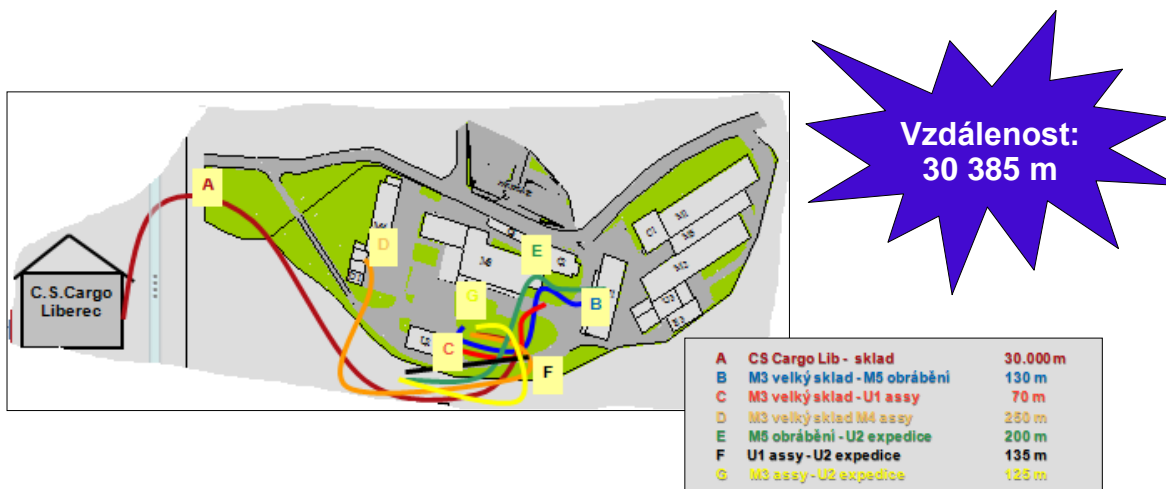 Vzdálenost:
30 385 m
A
D
E
G
B
C
F
C.S.Cargo
Liberec
A CS Cargo Lib - sklad 30.000 m
B M3 velký sklad - M5 obrábění 130 m
C M3 velký sklad - U1 assy 70 m
D M3 velký sklad M4 assy 250 m
E M5 obrábění - U2 expedice 200 m
F U1 assy - U2 expedice 135 m
G M3 assy - U2 expedice 125 m